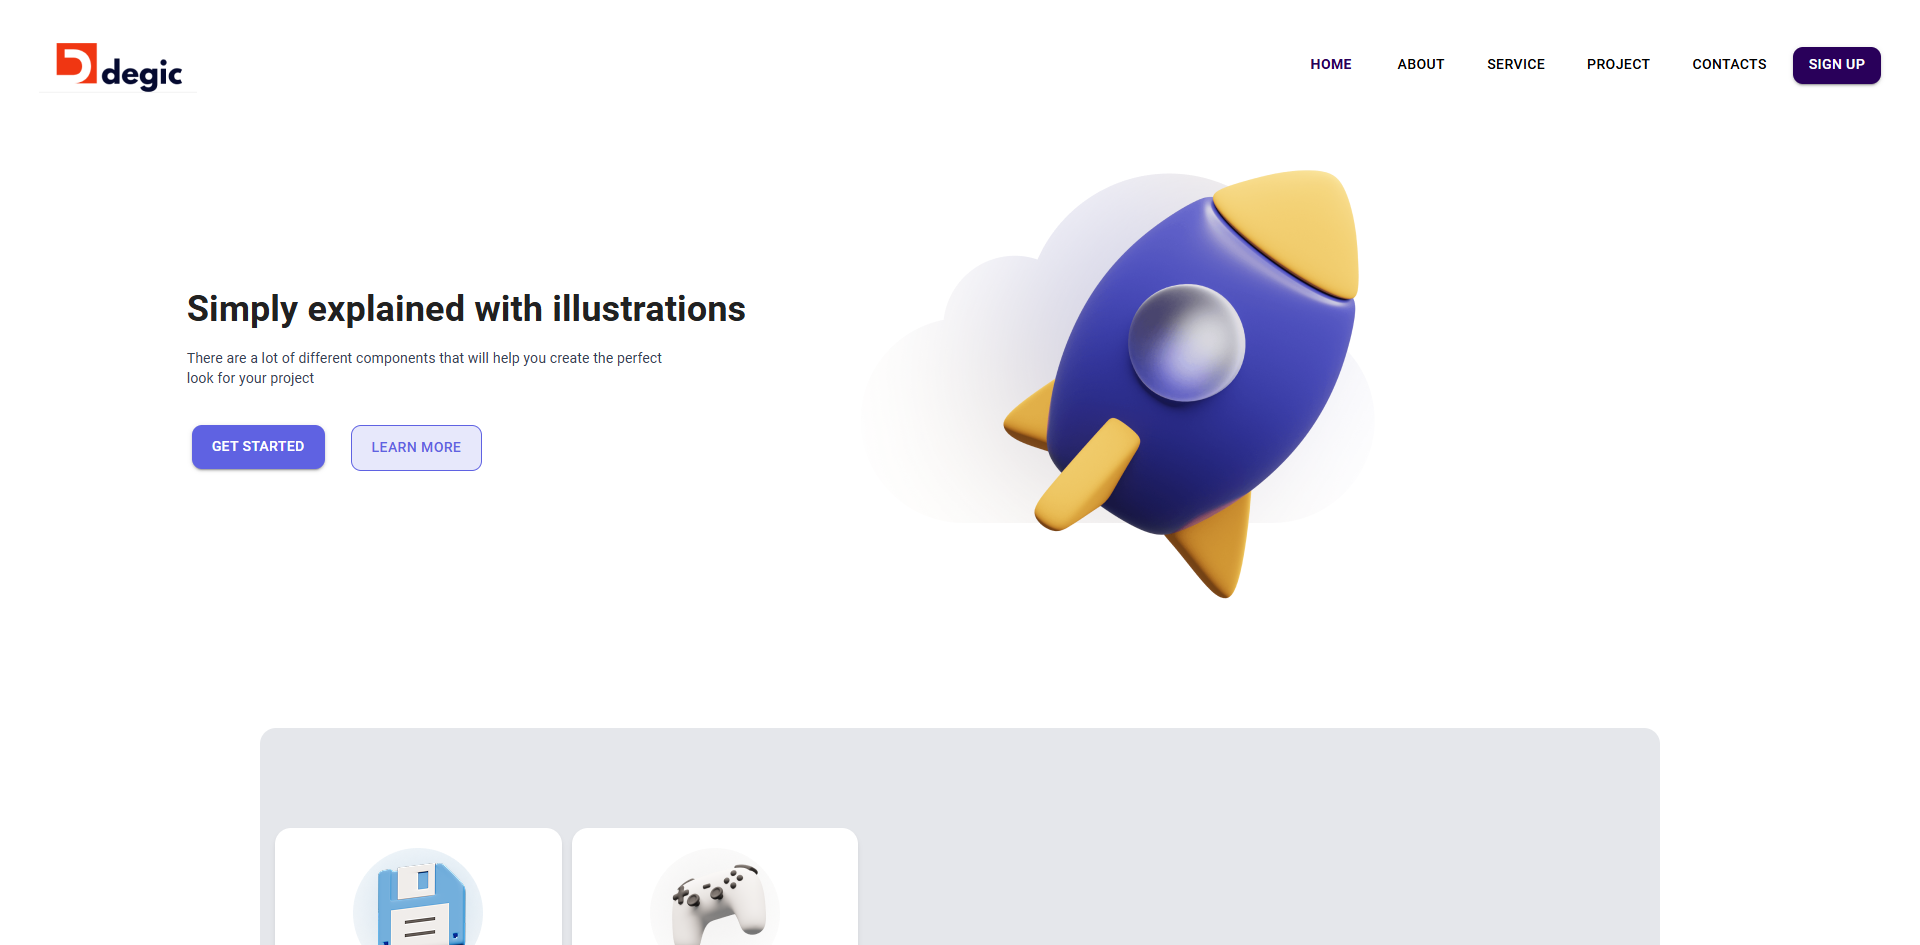 degic
HOME
ABOUT
SERVICE
PROJECT
CONTACTS
SIGN UP
Simply explained with illustrations
There are a lot of different components that will help you create the perfect
look for your project
GET STARTED
LEARN MORE